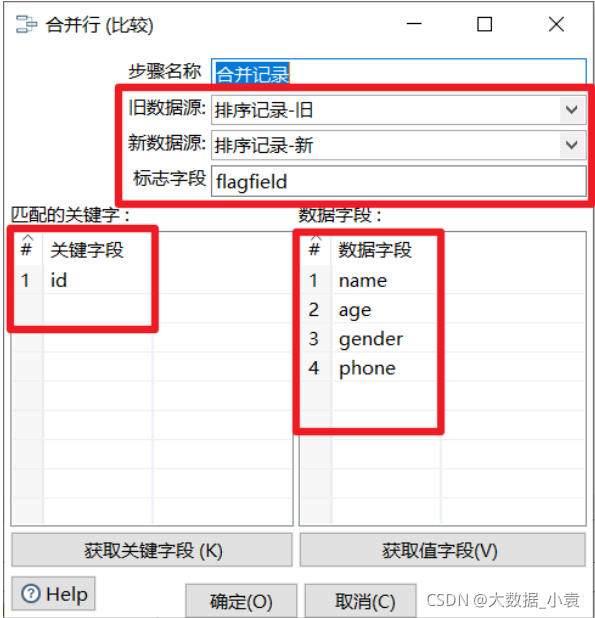 合并行 (比较)
步骤名称 合并记录
旧数据源: 排序记录-旧
新数据源: 排序记录-新
标志字段 flagfield
匹配的关键字: 数据字段:
# 关键字段 # 数据字段
1 id 1 name
2 age
3 gender
4 phone
获取关键字段 (K) 获取值字段(V)
Help 确定(O) 取消(C) CSDN @大数据_小袁